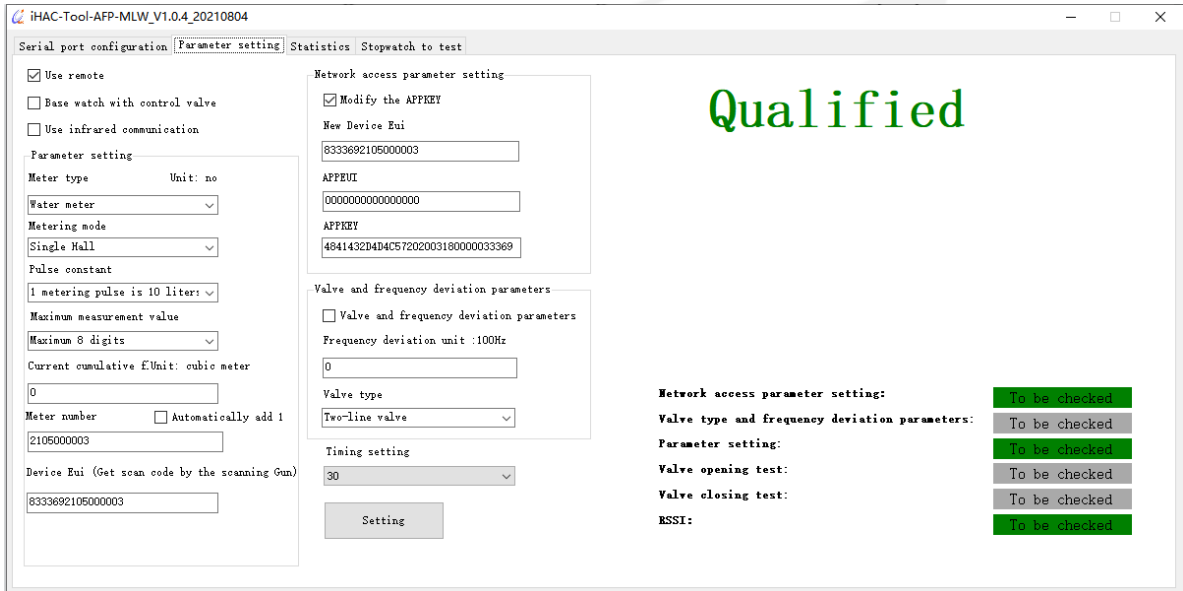 iHAC-Tool-AFP-MLW_V1.0.4_20210804
Serial port configuration Parameter setting Statistics Stopwatch to test
Use remote
Base watch with control valve
Use infrared communication
Parameter setting
Meter type Unit: no
Water meter
Metering mode
Single Hall
Pulse constant
1 metering pulse is 10 liters
Maximum measurement value
Maximum 8 digits
Current cumulative f.Unit: cubic meter
0
Meter number Automatically add 1
2105000003
Device Eui (Get scan code by the scanning Gun)
8333692105000003
Network access parameter setting
Modify the APPKEY
New Device Eui
8333692105000003
APPEUI
0000000000000000
APPKEY
4841432D4D4C57202003180000033369
Valve and frequency deviation parameters
Valve and frequency deviation parameters
Frequency deviation unit :100Hz
0
Valve type
Two-line valve
Timing setting
30
Setting
Qualified
Network access parameter setting: To be checked
Valve type and frequency deviation parameters: To be checked
Parameter setting: To be checked
Valve opening test: To be checked
Valve closing test: To be checked
RSSI: To be checked